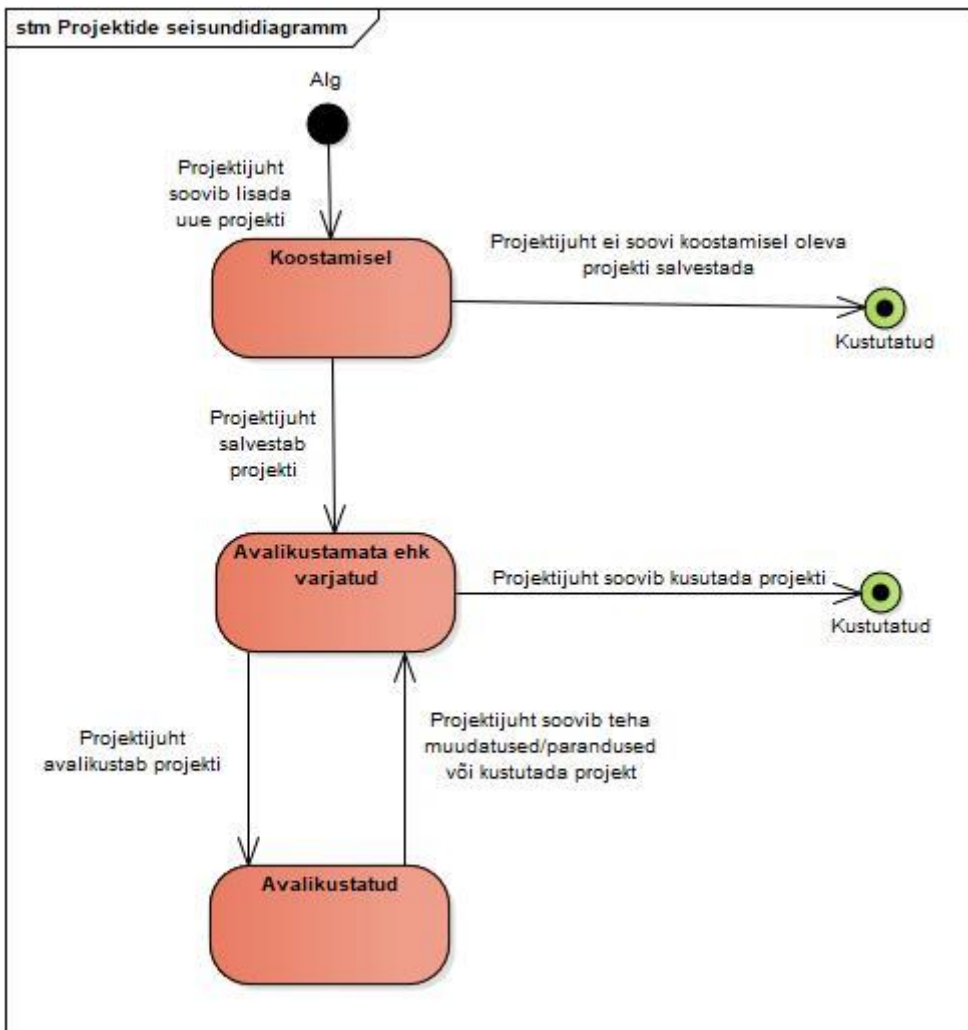 stm Projektide seisundidiagramm
Alg
Projektijuht
soovib lisada
uue projekti
Koostamisel
Projektijuht ei soovi koostamisel oleva
projekti salvestada
Kustutatud
Projektijuht
salvestab
projekti
Avalikustamata ehk
varjatud
Projektijuht soovib kusutada projekti
Kustutatud
Projektijuht
avalikustab projekti
Projektijuht soovib teha
muudatused/parandused
või kustutada projekt
Avalikustatud